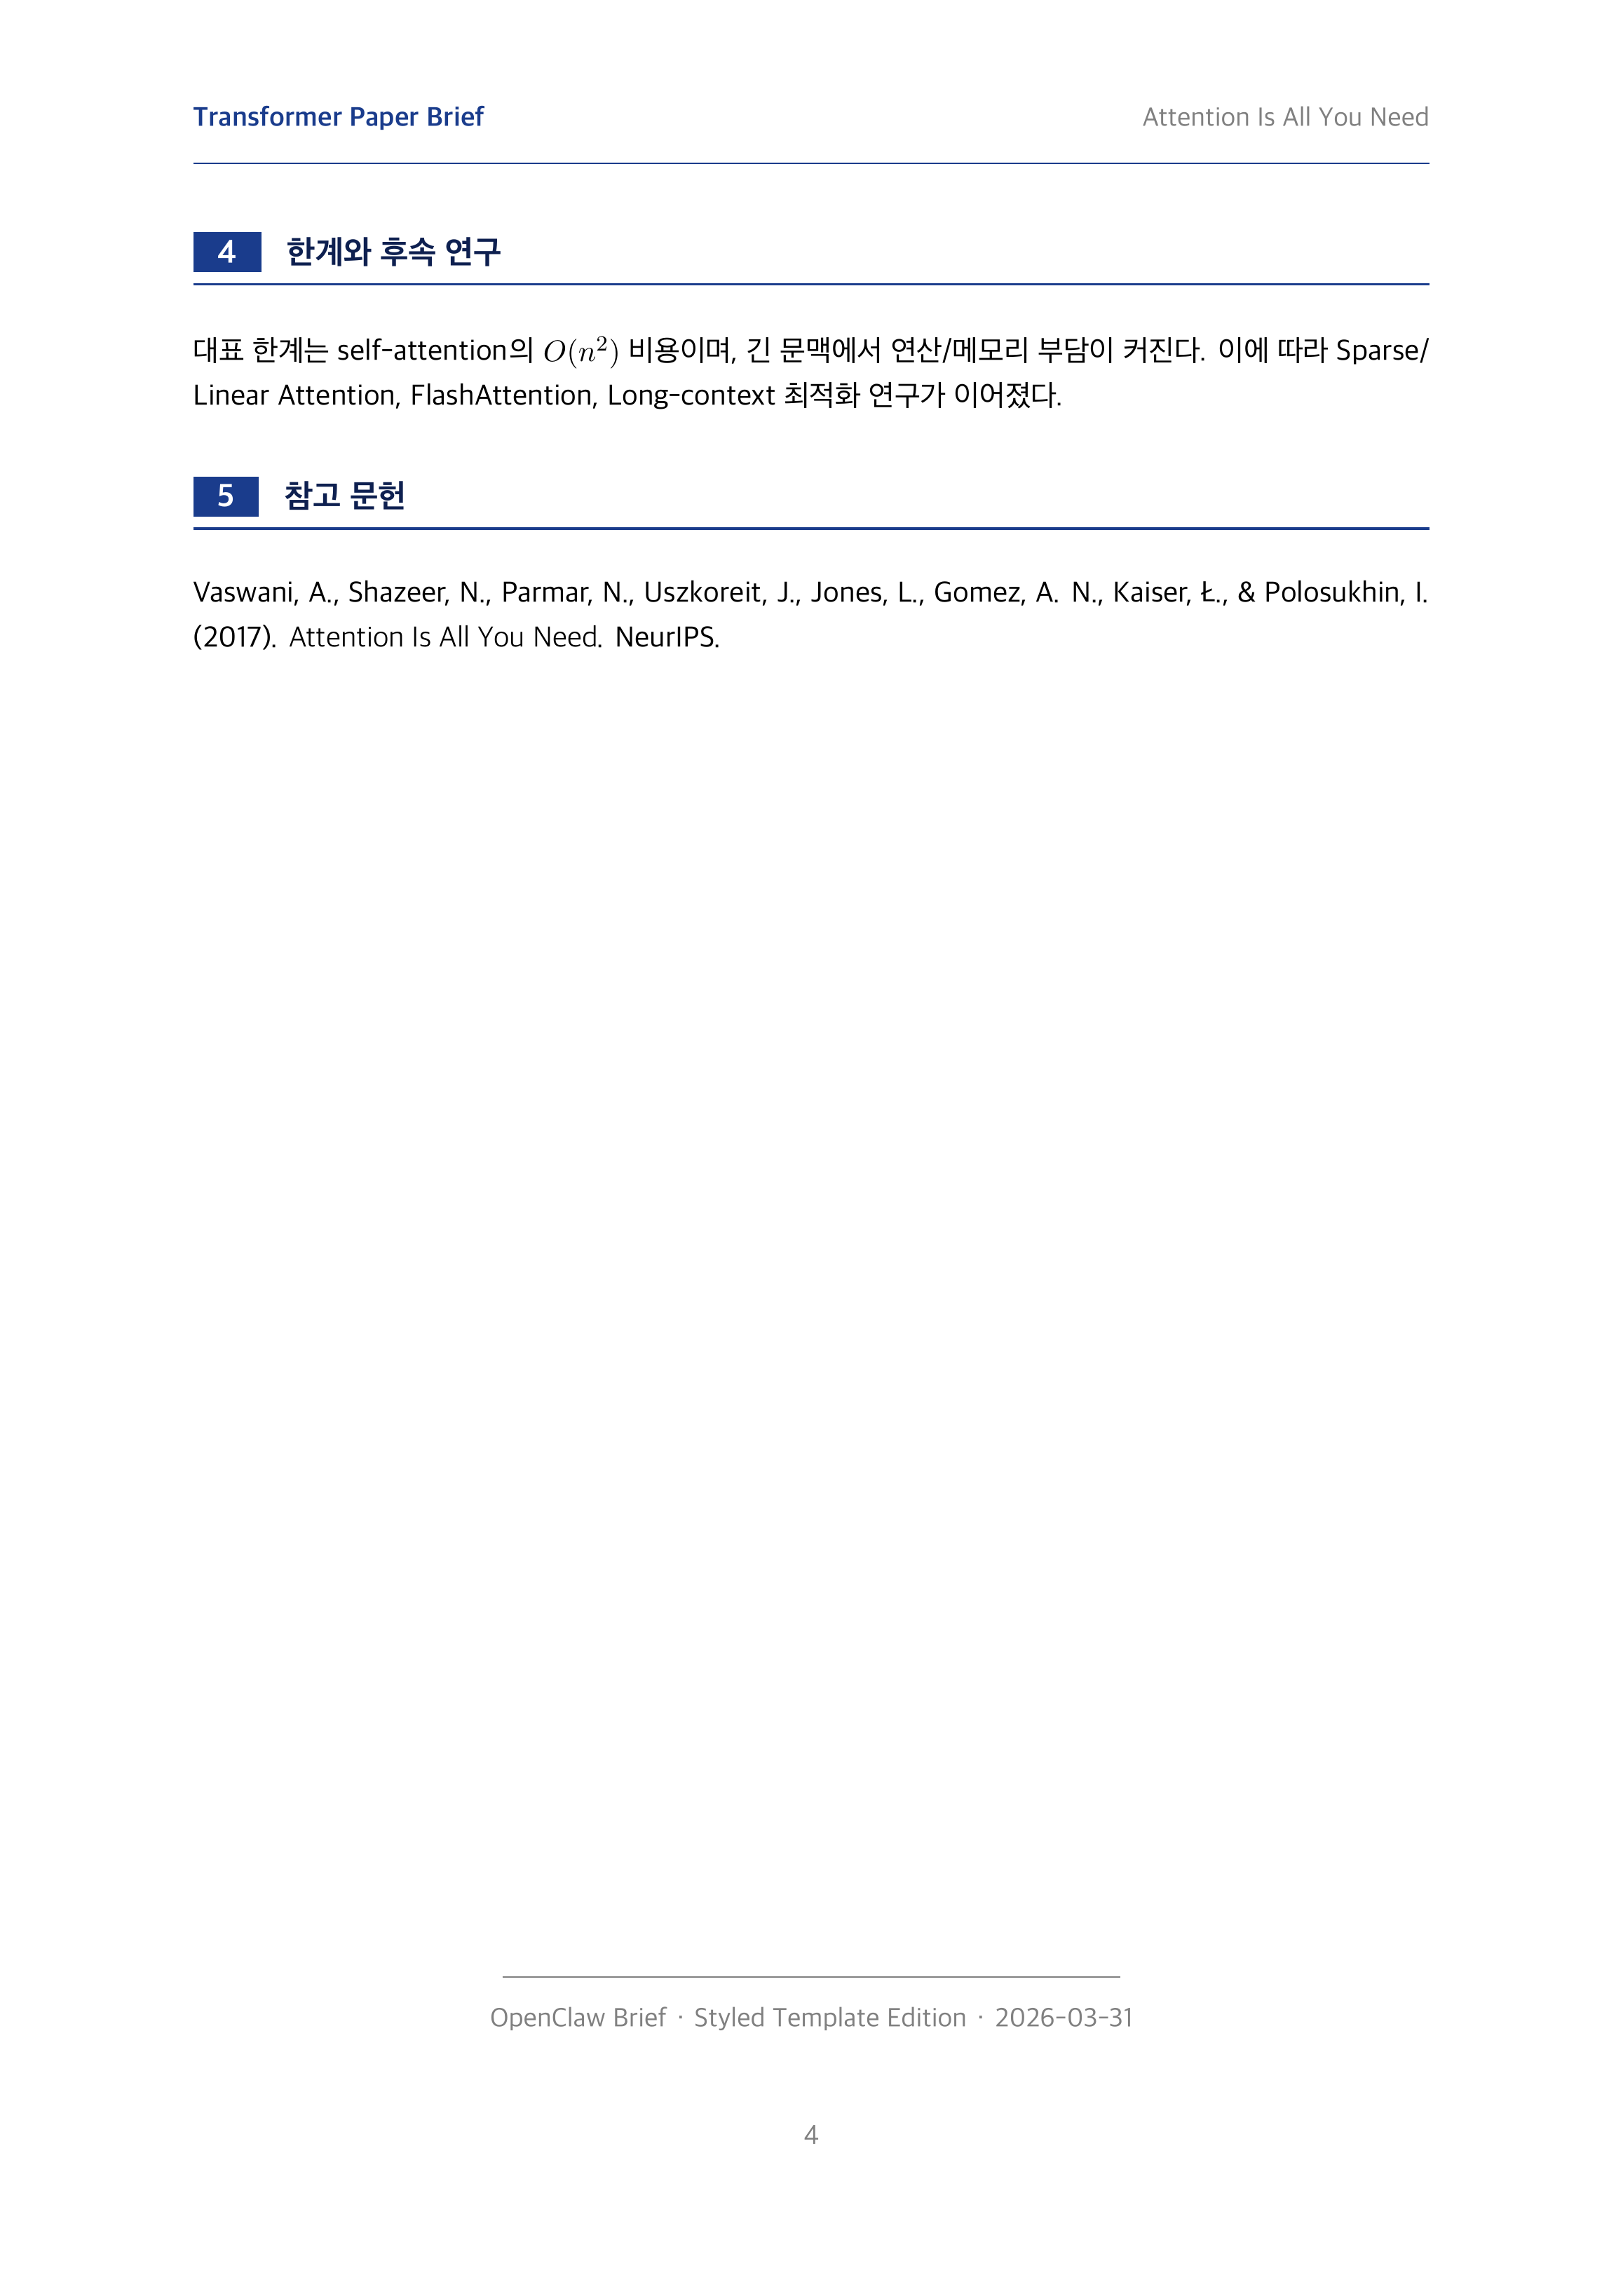 Transformer Paper Brief
Attention Is All You Need
4 한계와 후속 연구
대표 한계는 self-attention의 O(n²) 비용이며, 긴 문맥에서 연산/메모리 부담이 커진다. 이에 따라 Sparse/
Linear Attention, FlashAttention, Long-context 최적화 연구가 이어졌다.
5 참고 문헌
Vaswani, A., Shazeer, N., Parmar, N., Uszkoreit, J., Jones, L., Gomez, A. N., Kaiser, Ł., & Polosukhin, I.
(2017). Attention Is All You Need. NeurIPS.
OpenClaw Brief · Styled Template Edition · 2026-03-31
4